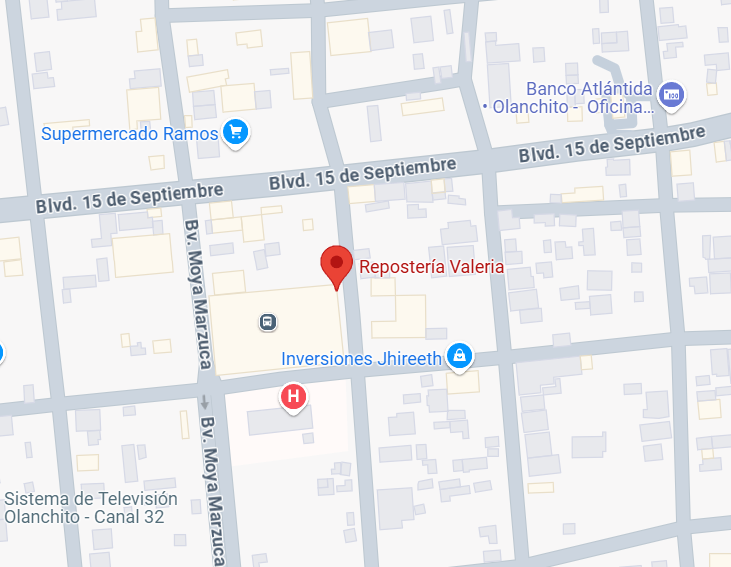 Banco Atlántida
• Olanchito - Oficina...
Supermercado Ramos
Blvd. 15 de Septiembre
Blvd. 15 de Septiembre
Blvd. 15 de Septiembre
Bv. Moya Marzuca
Repostería Valeria
Inversiones Jhireeth
H
Bv. Moya Marzuca
Sistema de Televisión
Olanchito - Canal 32